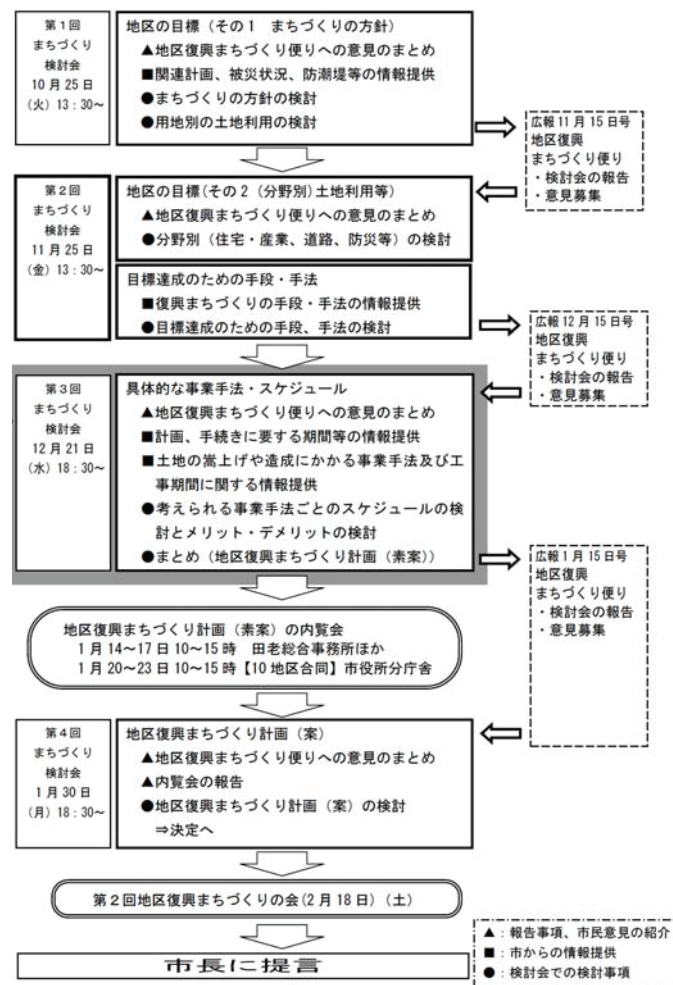 第1回
まちづくり
検討会
10月25日
(火) 13:30～
地区の目標 (その1 まちづくりの方針)
▲地区復興まちづくり便りへの意見のまとめ
■関連計画、被災状況、防潮堤等の情報提供
●まちづくりの方針の検討
●用地別の土地利用の検討
広報11月15日号
地区復興
まちづくり便り
・検討会の報告
・意見募集
第2回
まちづくり
検討会
11月25日
(金) 13:30～
地区の目標(その2 (分野別)土地利用等)
▲地区復興まちづくり便りへの意見のまとめ
●分野別 (住宅・産業、道路、防災等) の検討
目標達成のための手段・手法
■復興まちづくりの手段・手法の情報提供
●目標達成のための手段、手法の検討
広報12月15日号
地区復興
まちづくり便り
・検討会の報告
・意見募集
第3回
まちづくり
検討会
12月21日
(水) 18:30～
具体的な事業手法・スケジュール
▲地区復興まちづくり便りへの意見のまとめ
■計画、手続きに要する期間等の情報提供
■土地の嵩上げや造成にかかる事業手法及び工
事期間に関する情報提供
●考えられる事業手法ごとのスケジュールの検
討とメリット・デメリットの検討
●まとめ (地区復興まちづくり計画 (素案))
広報1月15日号
地区復興
まちづくり便り
・検討会の報告
・意見募集
地区復興まちづくり計画 (素案) の内覧会
1月14～17日 10～15時 田老総合事務所ほか
1月20～23日 10～15時【10地区合同】市役所分庁舎
第4回
まちづくり
検討会
1月30日
(月) 18:30～
地区復興まちづくり計画 (案)
▲地区復興まちづくり便りへの意見のまとめ
▲内覧会の報告
●地区復興まちづくり計画 (案) の検討
⇒決定へ
第2回地区復興まちづくりの会(2月18日) (土)
市長に提言
▲：報告事項、市民意見の紹介
■：市からの情報提供
●：検討会での検討事項